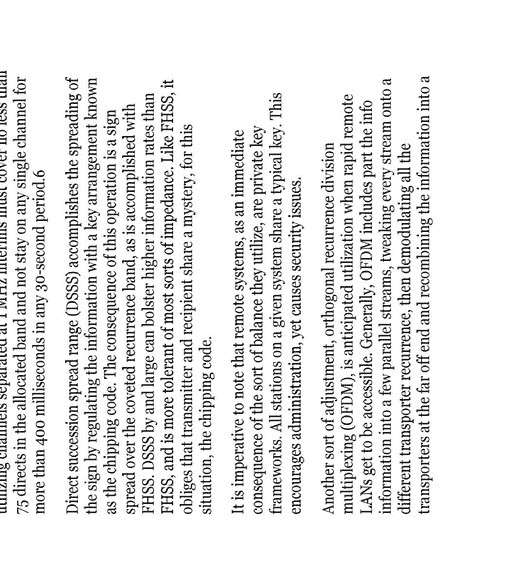 utilizing channels separated at 1 MHz interims must cover no less than
75 directs in the allocated band and not stay on any single channel for
more than 400 milliseconds in any 30-second period.6
Direct succession spread range (DSSS) accomplishes the spreading of
the sign by regulating the information with a key arrangement known
as the chipping code. The consequence of this operation is a sign
spread over the coveted recurrence band, as is accomplished with
FHSS. DSSS by and large can bolster higher information rates than
FHSS, and is more tolerant of most sorts of impedance. Like FHSS, it
obliges that transmitter and recipient share a mystery, for this
situation, the chipping code.
It is imperative to note that remote systems, as an immediate
consequence of the sort of balance they utilize, are private key
frameworks. All stations on a given system share a typical key. This
encourages administration, yet causes security issues.
Another sort of adjustment, orthogonal recurrence division
multiplexing (OFDM), is anticipated utilization when rapid remote
LANs get to be accessible. Generally, OFDM includes part the info
information into a few parallel streams, tweaking every stream onto a
different transporter recurrence, then demodulating all the
transporters at the far off end and recombining the information into a